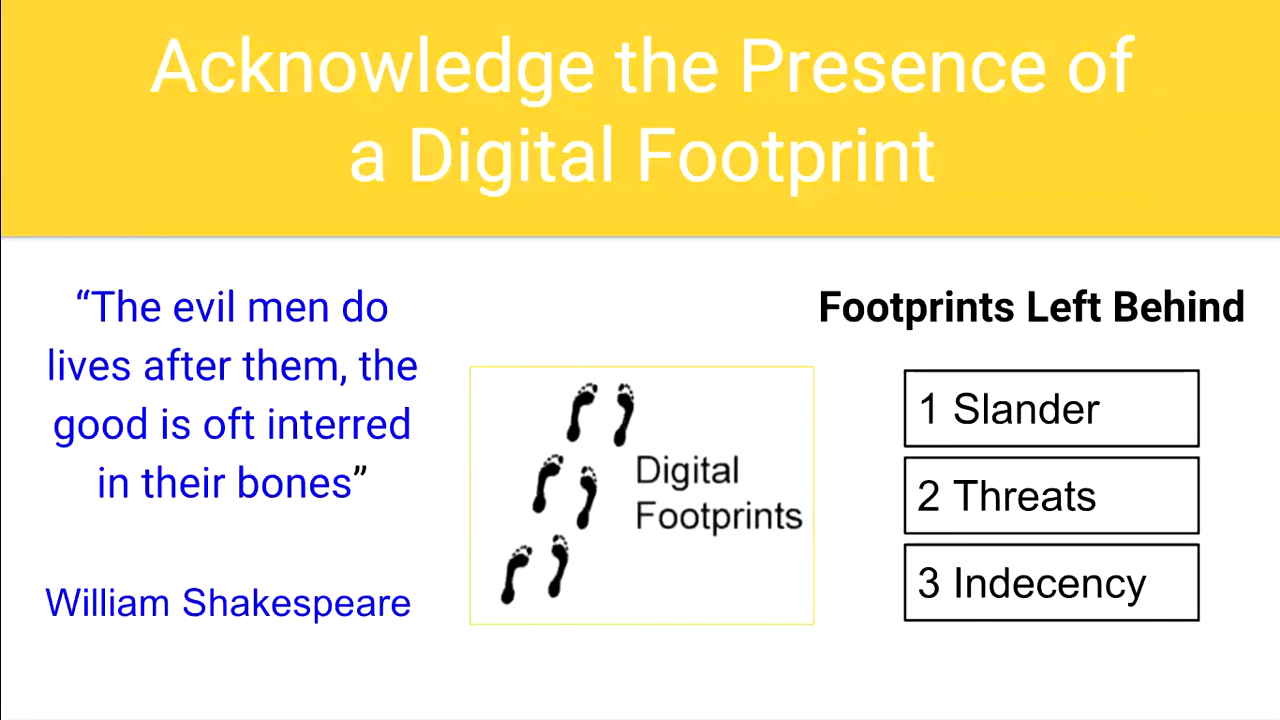 Acknowledge the Presence of
a Digital Footprint
“The evil men do
lives after them, the
good is oft interred
in their bones”
William Shakespeare
Digital
Footprints
Footprints Left Behind
1 Slander
2 Threats
3 Indecency